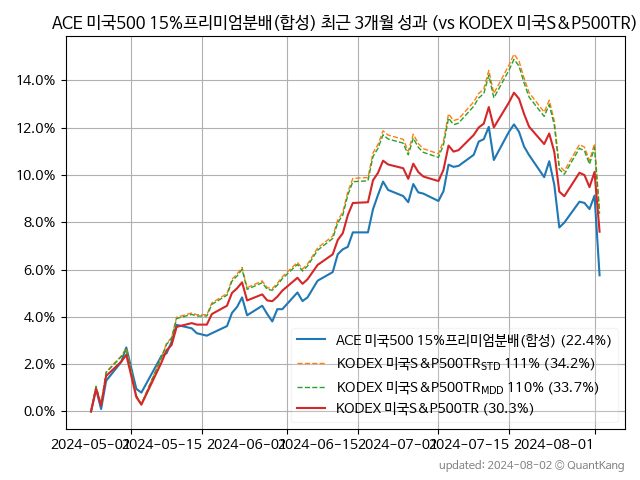 ACE 미국500 15%프리미엄분배(합성) 최근 3개월 성과 (vs KODEX 미국S&P500TR)
14.0%
12.0%
10.0%
8.0%
6.0%
4.0%
2.0%
0.0%
ACE 미국500 15%프리미엄분배(합성) (22.4%)
KODEX 미국S&P500TR_STD 111% (34.2%)
KODEX 미국S&P500TR_MDD 110% (33.7%)
KODEX 미국S&P500TR (30.3%)
2024-05-01 2024-05-15 2024-06-01 2024-06-15 2024-07-01 2024-07-15 2024-08-01
updated: 2024-08-02 © QuantKang